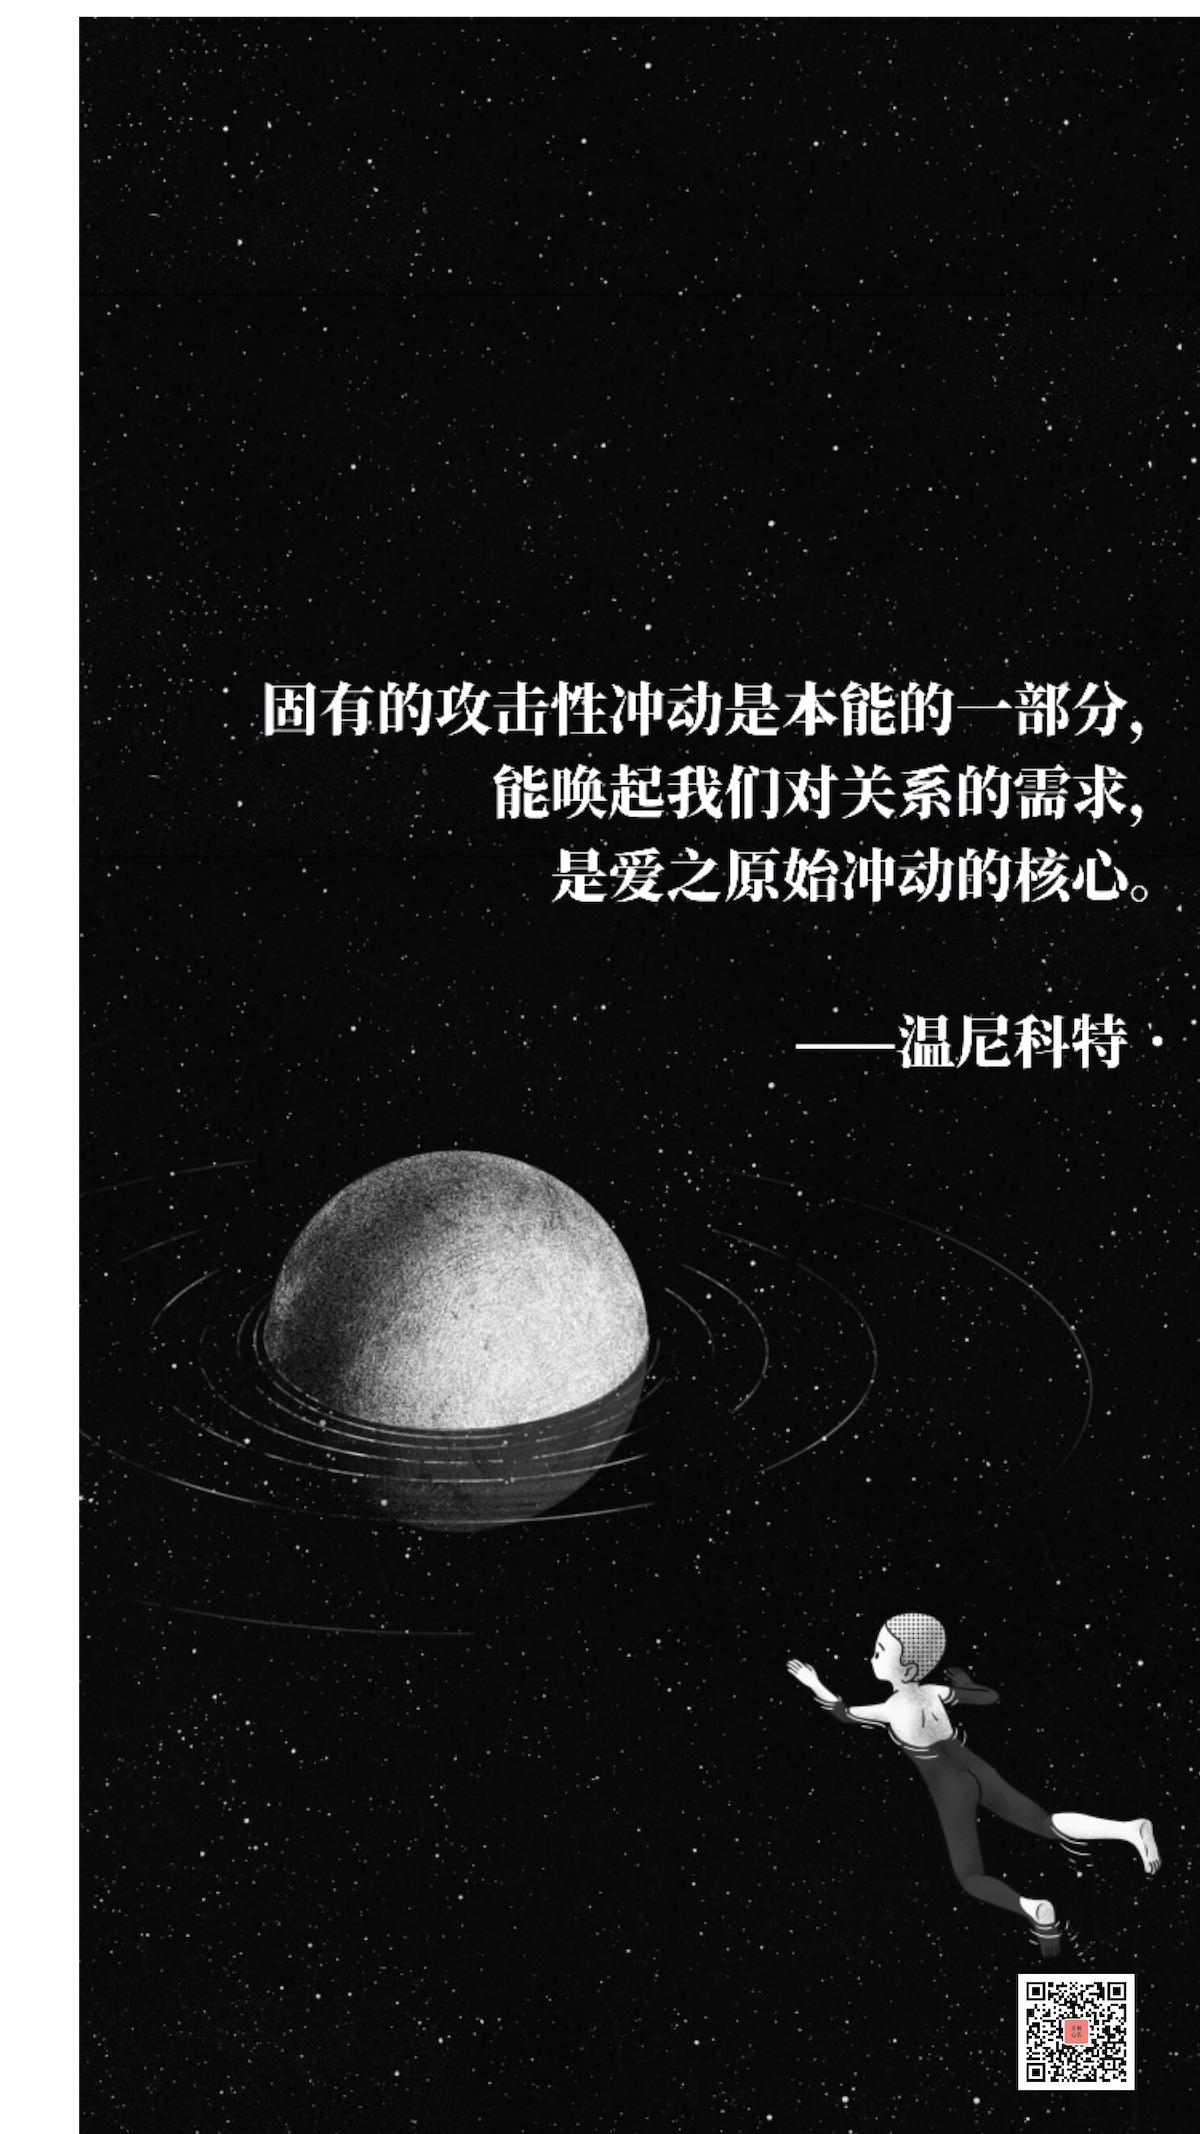 固有的攻击性冲动是本能的一部分，
能唤起我们对关系的需求，
是爱之原始冲动的核心。
——温尼科特·